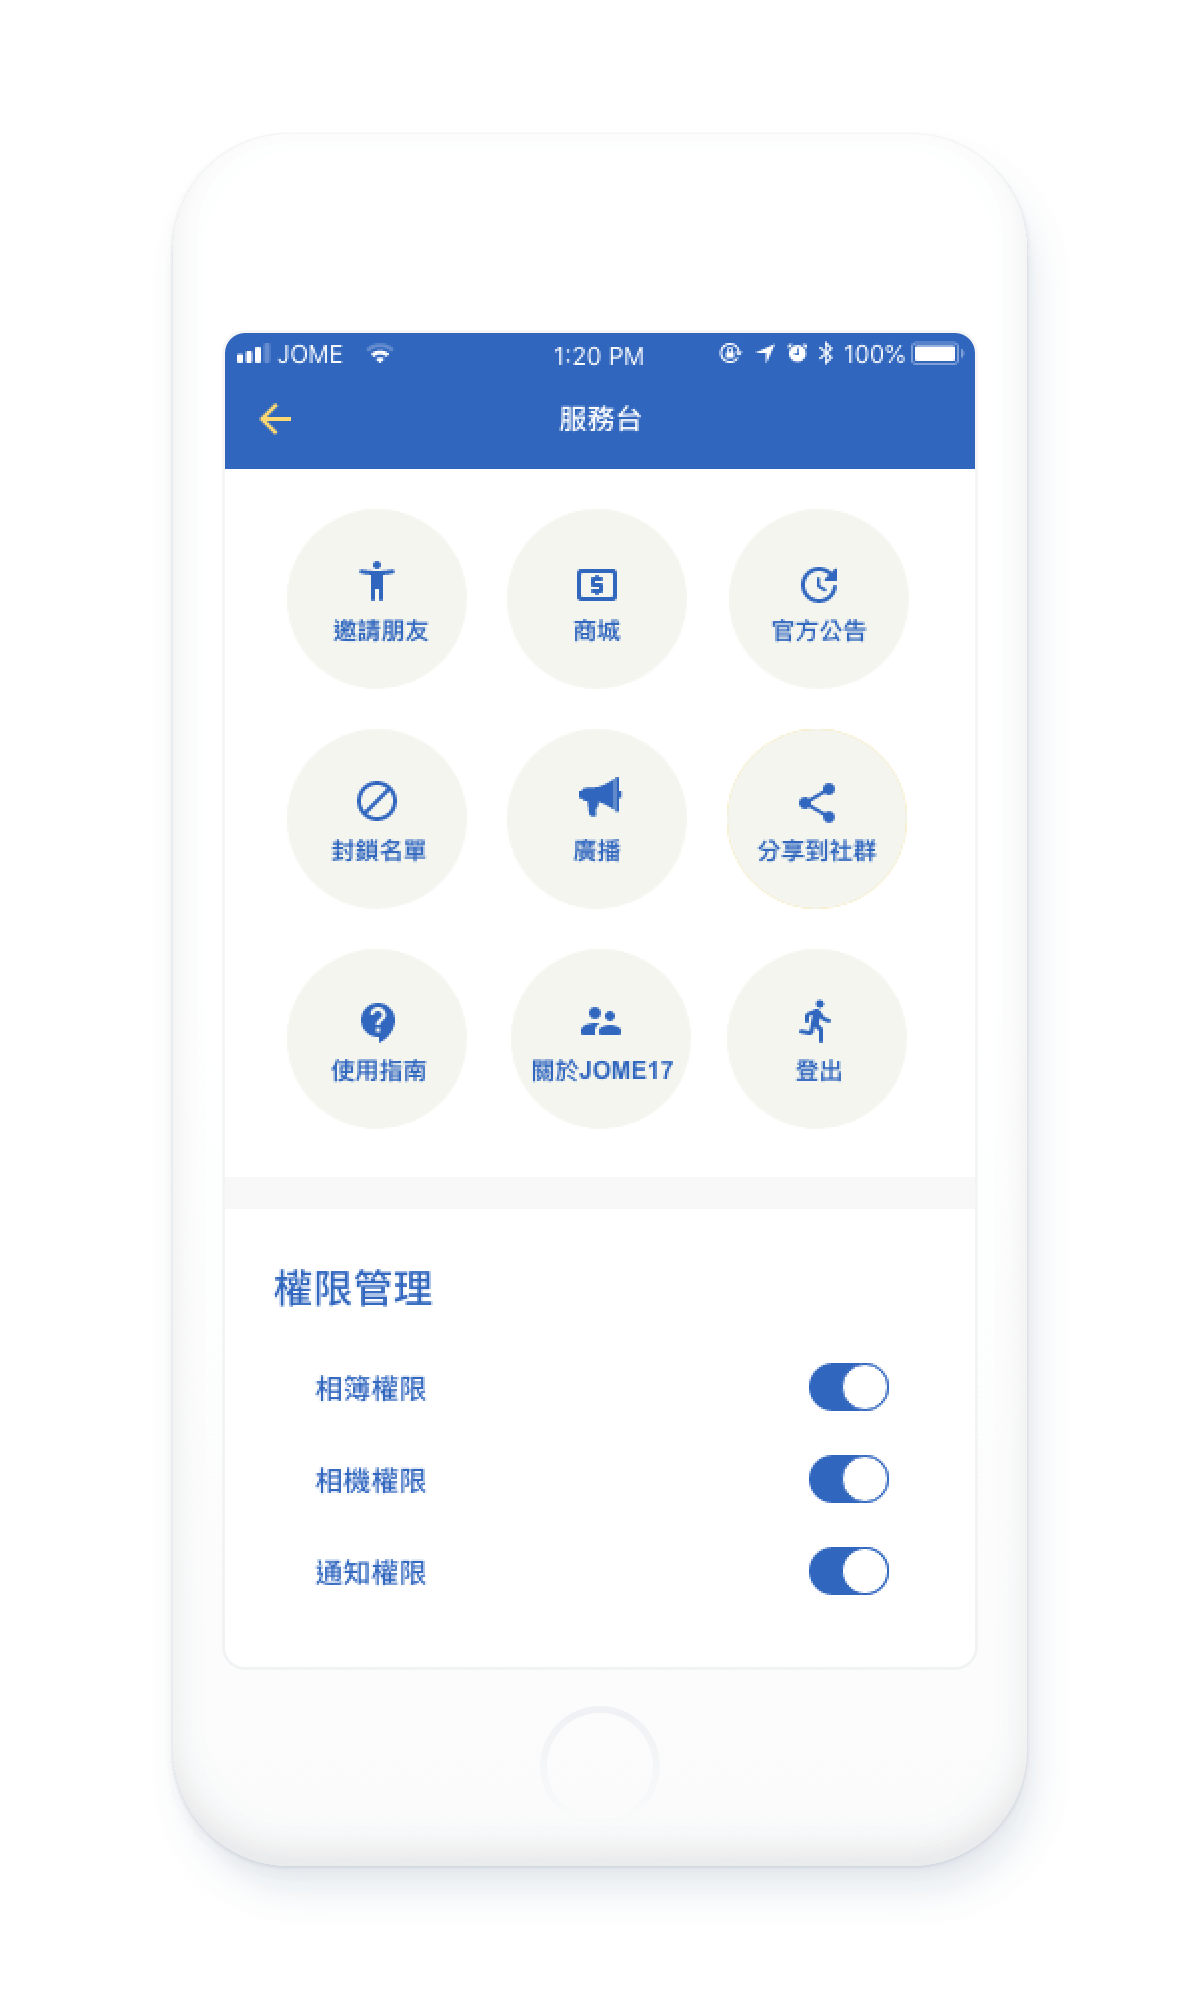 JOME 1:20 PM 100%
服務台
邀請朋友 商城 官方公告
封鎖名單 廣播 分享到社群
使用指南 關於JOME17 登出
權限管理
相簿權限
相機權限
通知權限